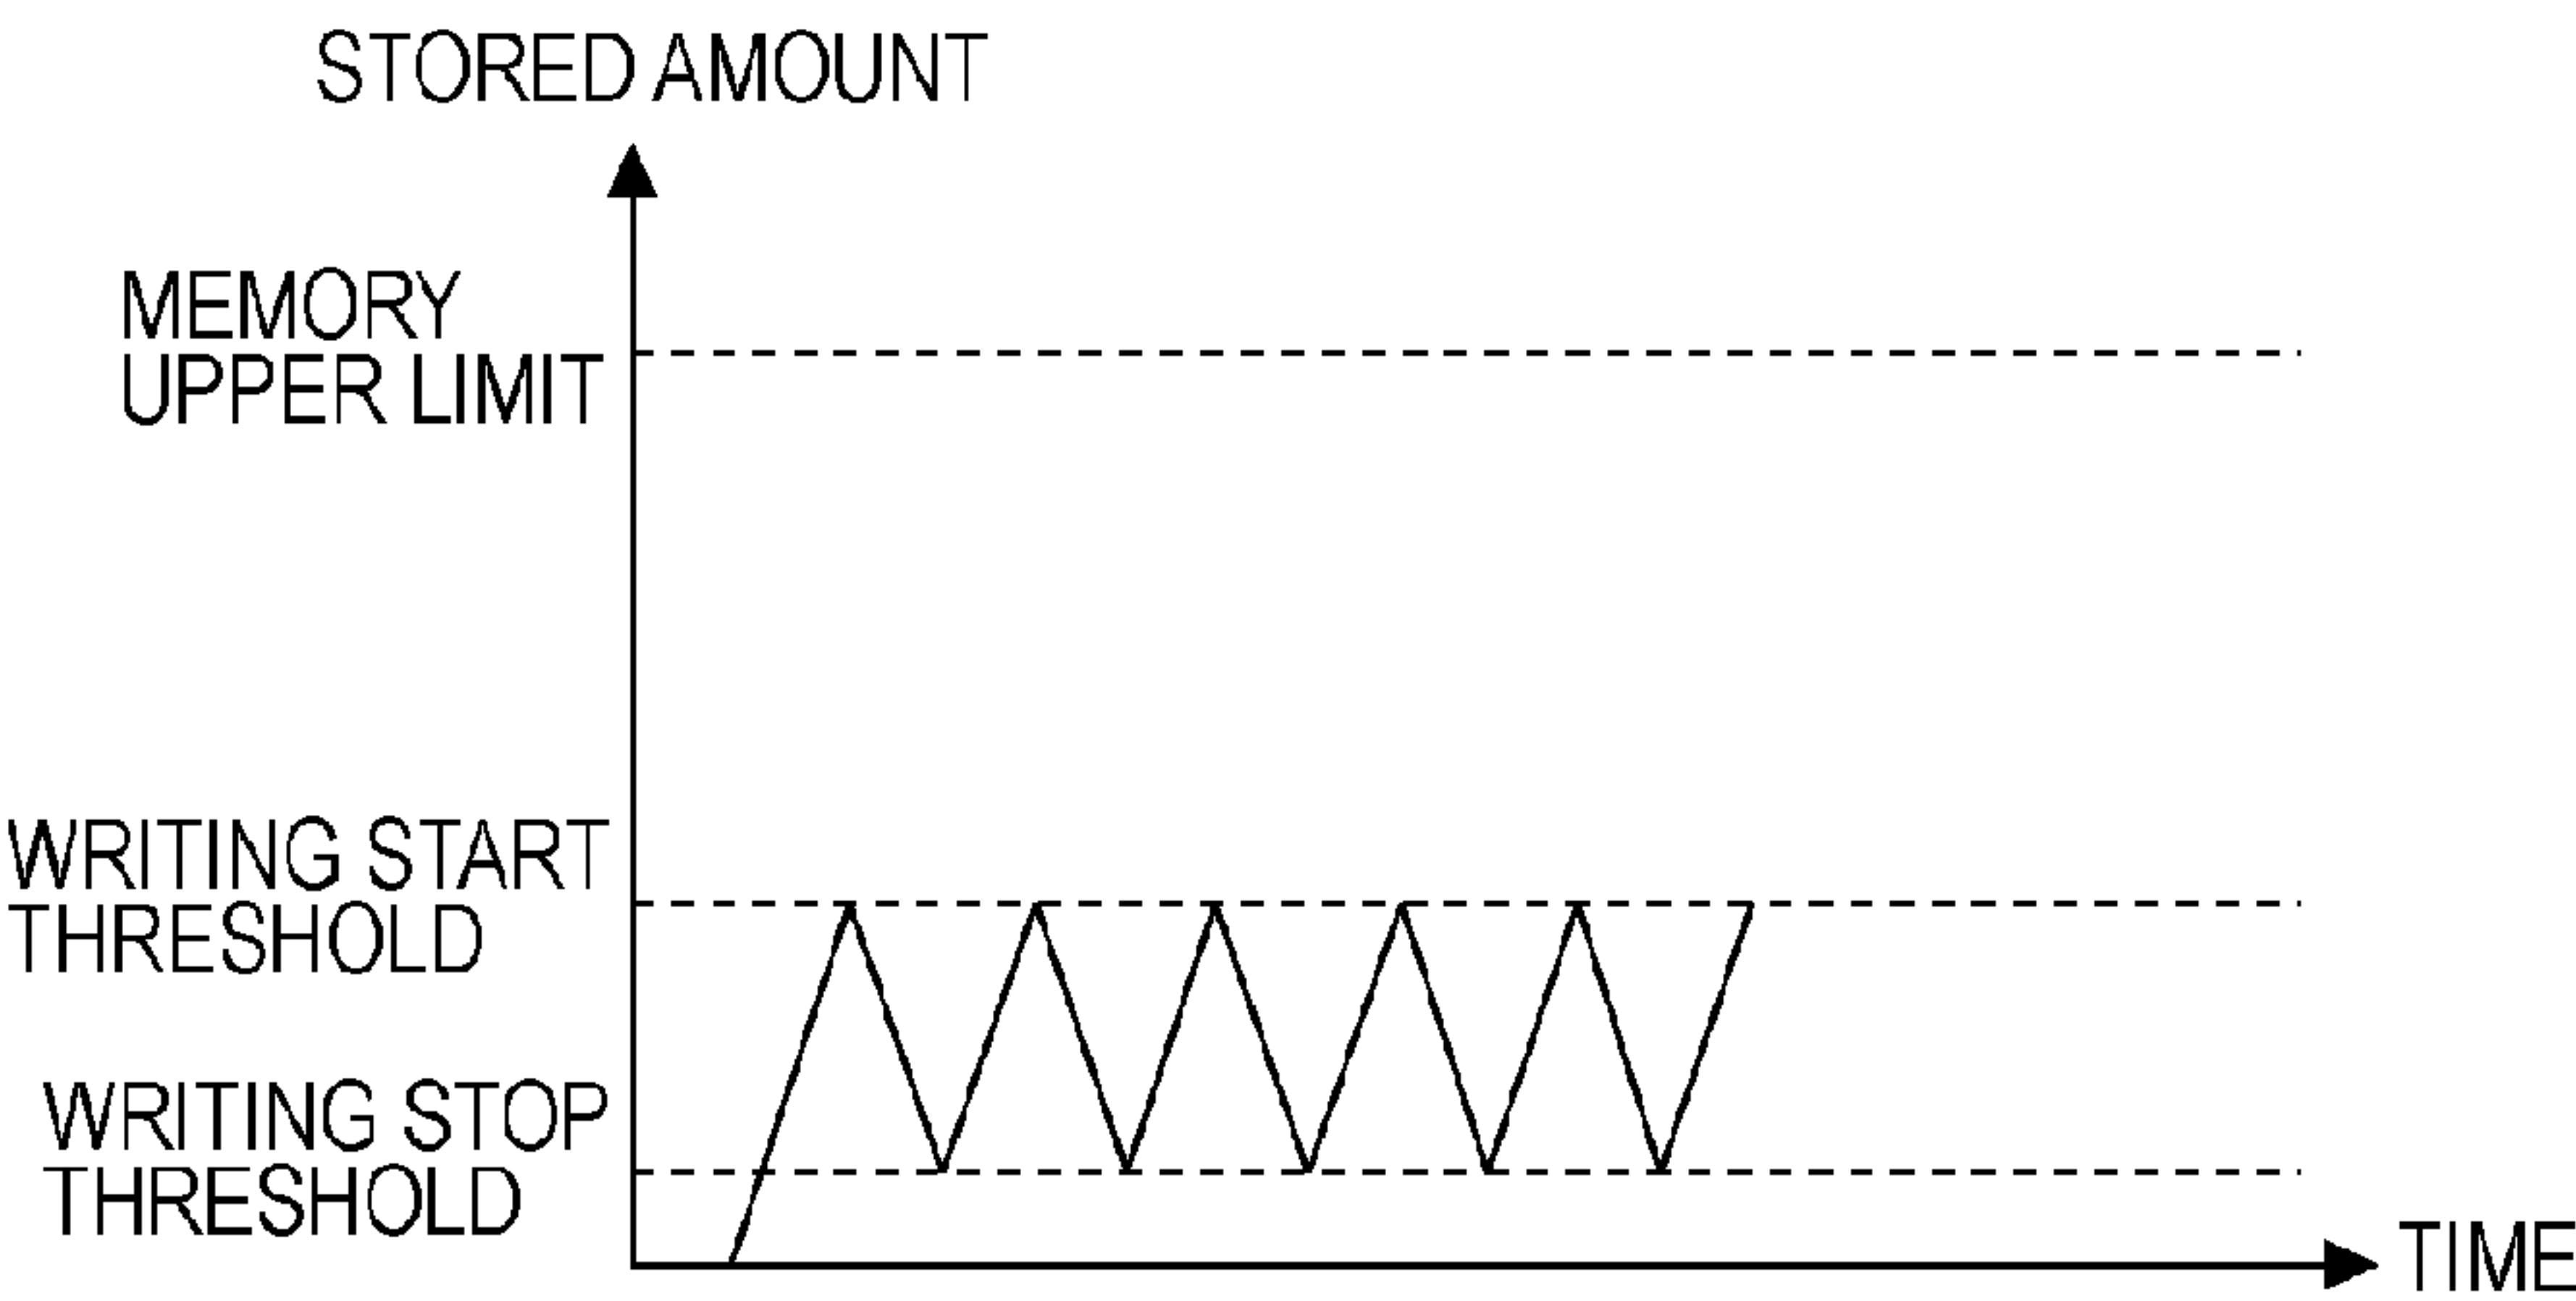 STORED AMOUNT
MEMORY
UPPER LIMIT
WRITING START
THRESHOLD
WRITING STOP
THRESHOLD
TIME